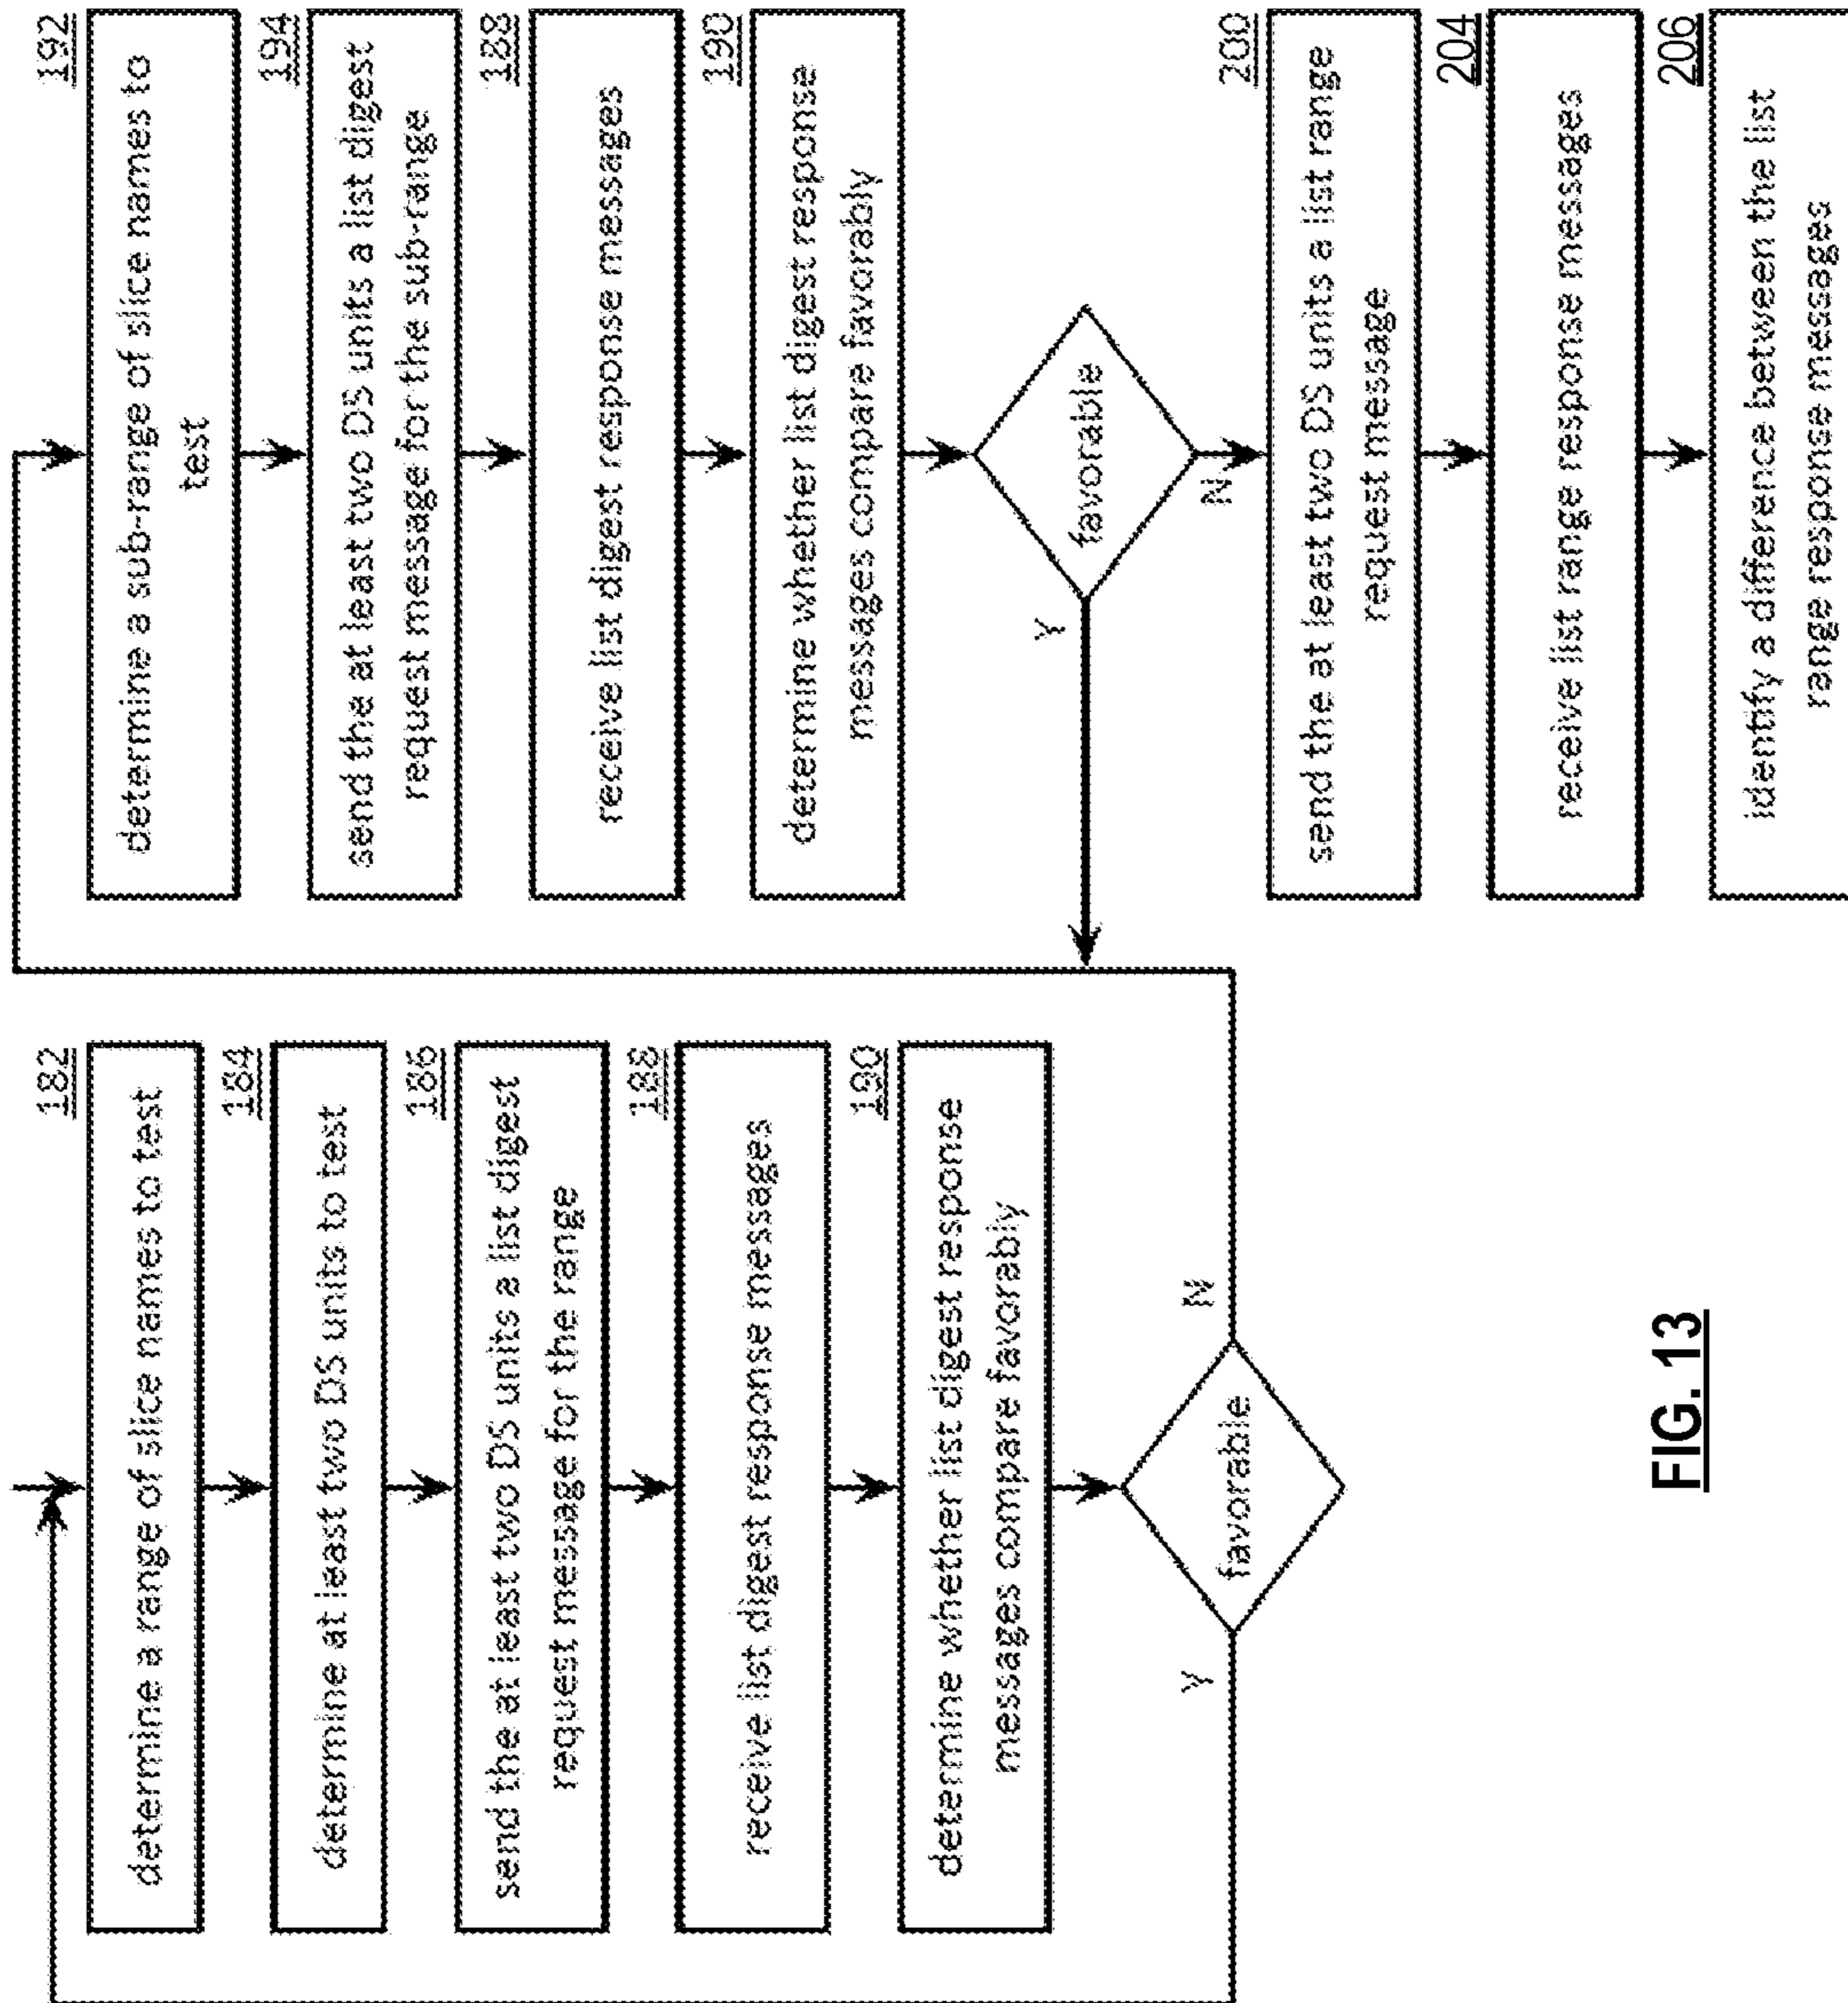 182
determine a range of slice names to test
184
determine at least two DS units to test
186
send the at least two DS units a list digest
request message for the range
188
receive list digest response messages
190
determine whether list digest response
messages compare favorably
favorable
Y
N
192
determine a sub-range of slice names to
test
194
send the at least two DS units a list digest
request message for the sub-range
188
receive list digest response messages
190
determine whether list digest response
messages compare favorably
favorable
Y
N
200
send the at least two DS units a list range
request message
204
receive list range response messages
206
identify a difference between the list
range response messages
FIG. 13